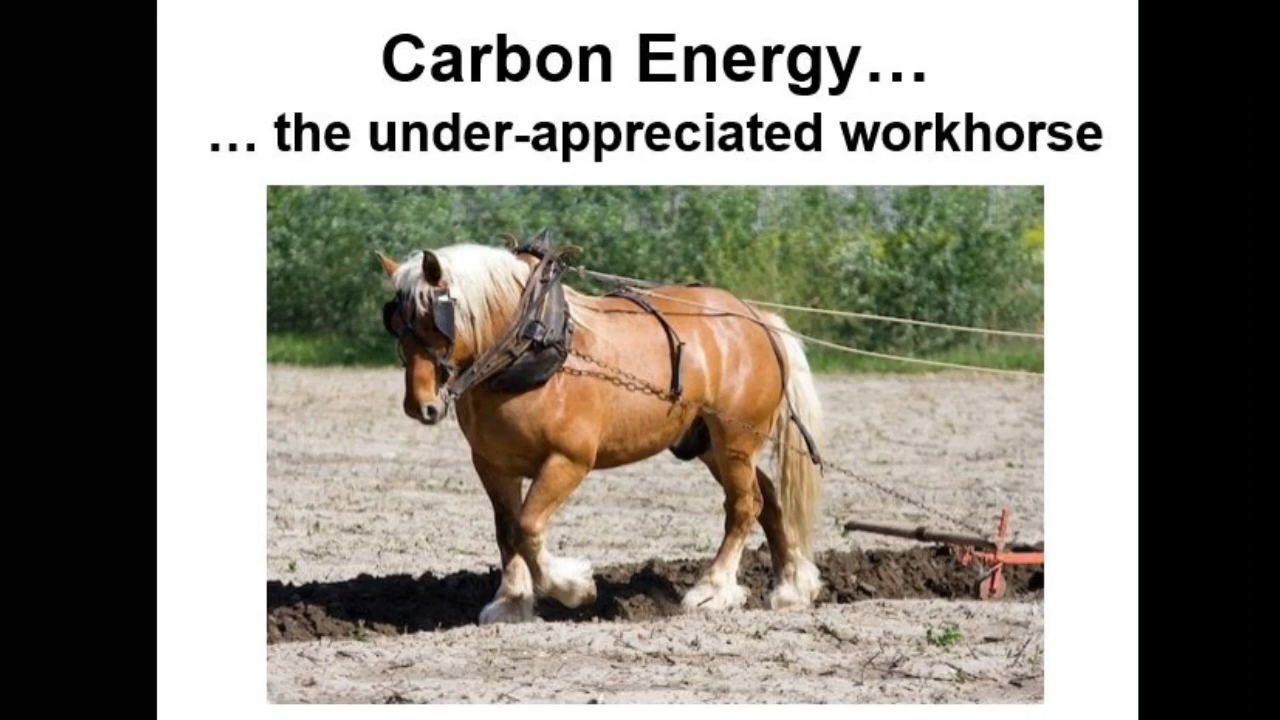 Carbon Energy…
… the under-appreciated workhorse